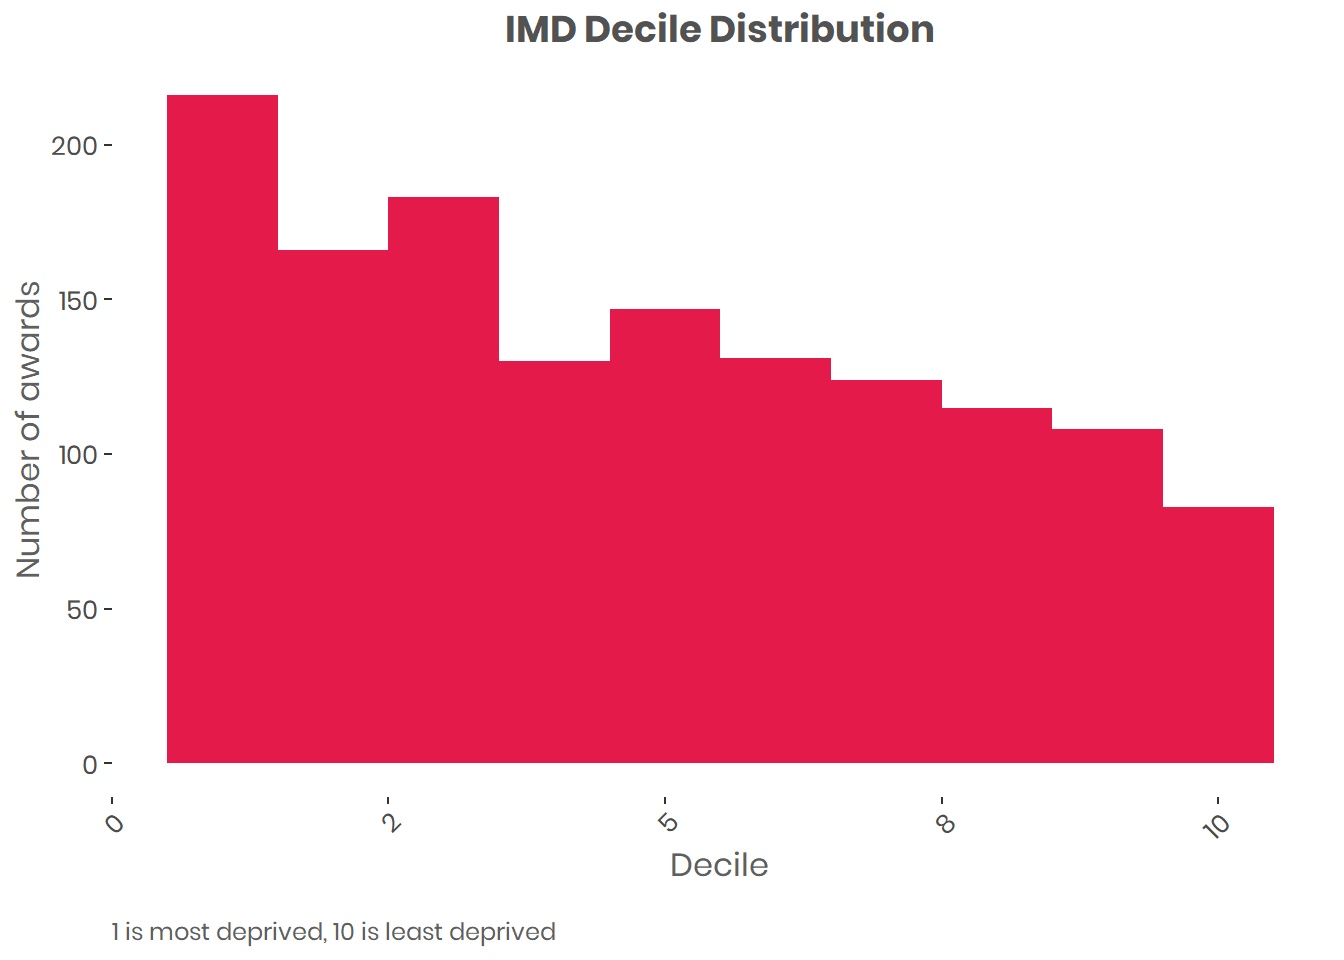 IMD Decile Distribution
200
150
100
50
0
Number of awards
0 2 5 8 10
Decile
1 is most deprived, 10 is least deprived